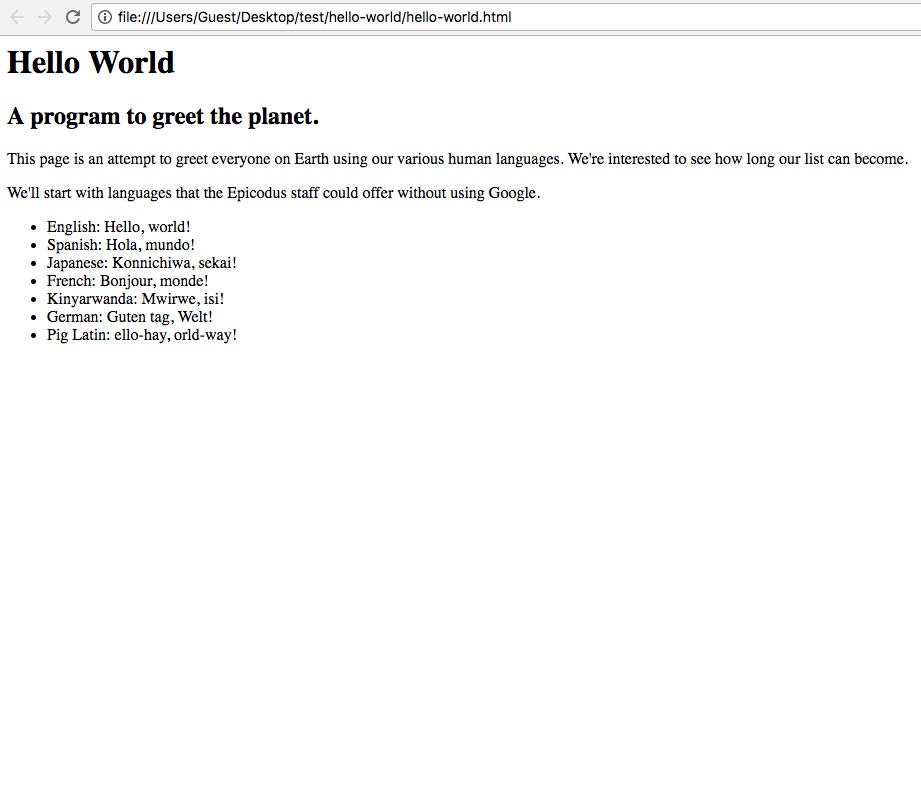 file:///Users/Guest/Desktop/test/hello-world/hello-world.html
Hello World
A program to greet the planet.
This page is an attempt to greet everyone on Earth using our various human languages. We're interested to see how long our list can become.
We'll start with languages that the Epicodus staff could offer without using Google.
• English: Hello, world!
• Spanish: Hola, mundo!
• Japanese: Konnichiwa, sekai!
• French: Bonjour, monde!
• Kinyarwanda: Mwirwe, isi!
• German: Guten tag, Welt!
• Pig Latin: ello-hay, orld-way!